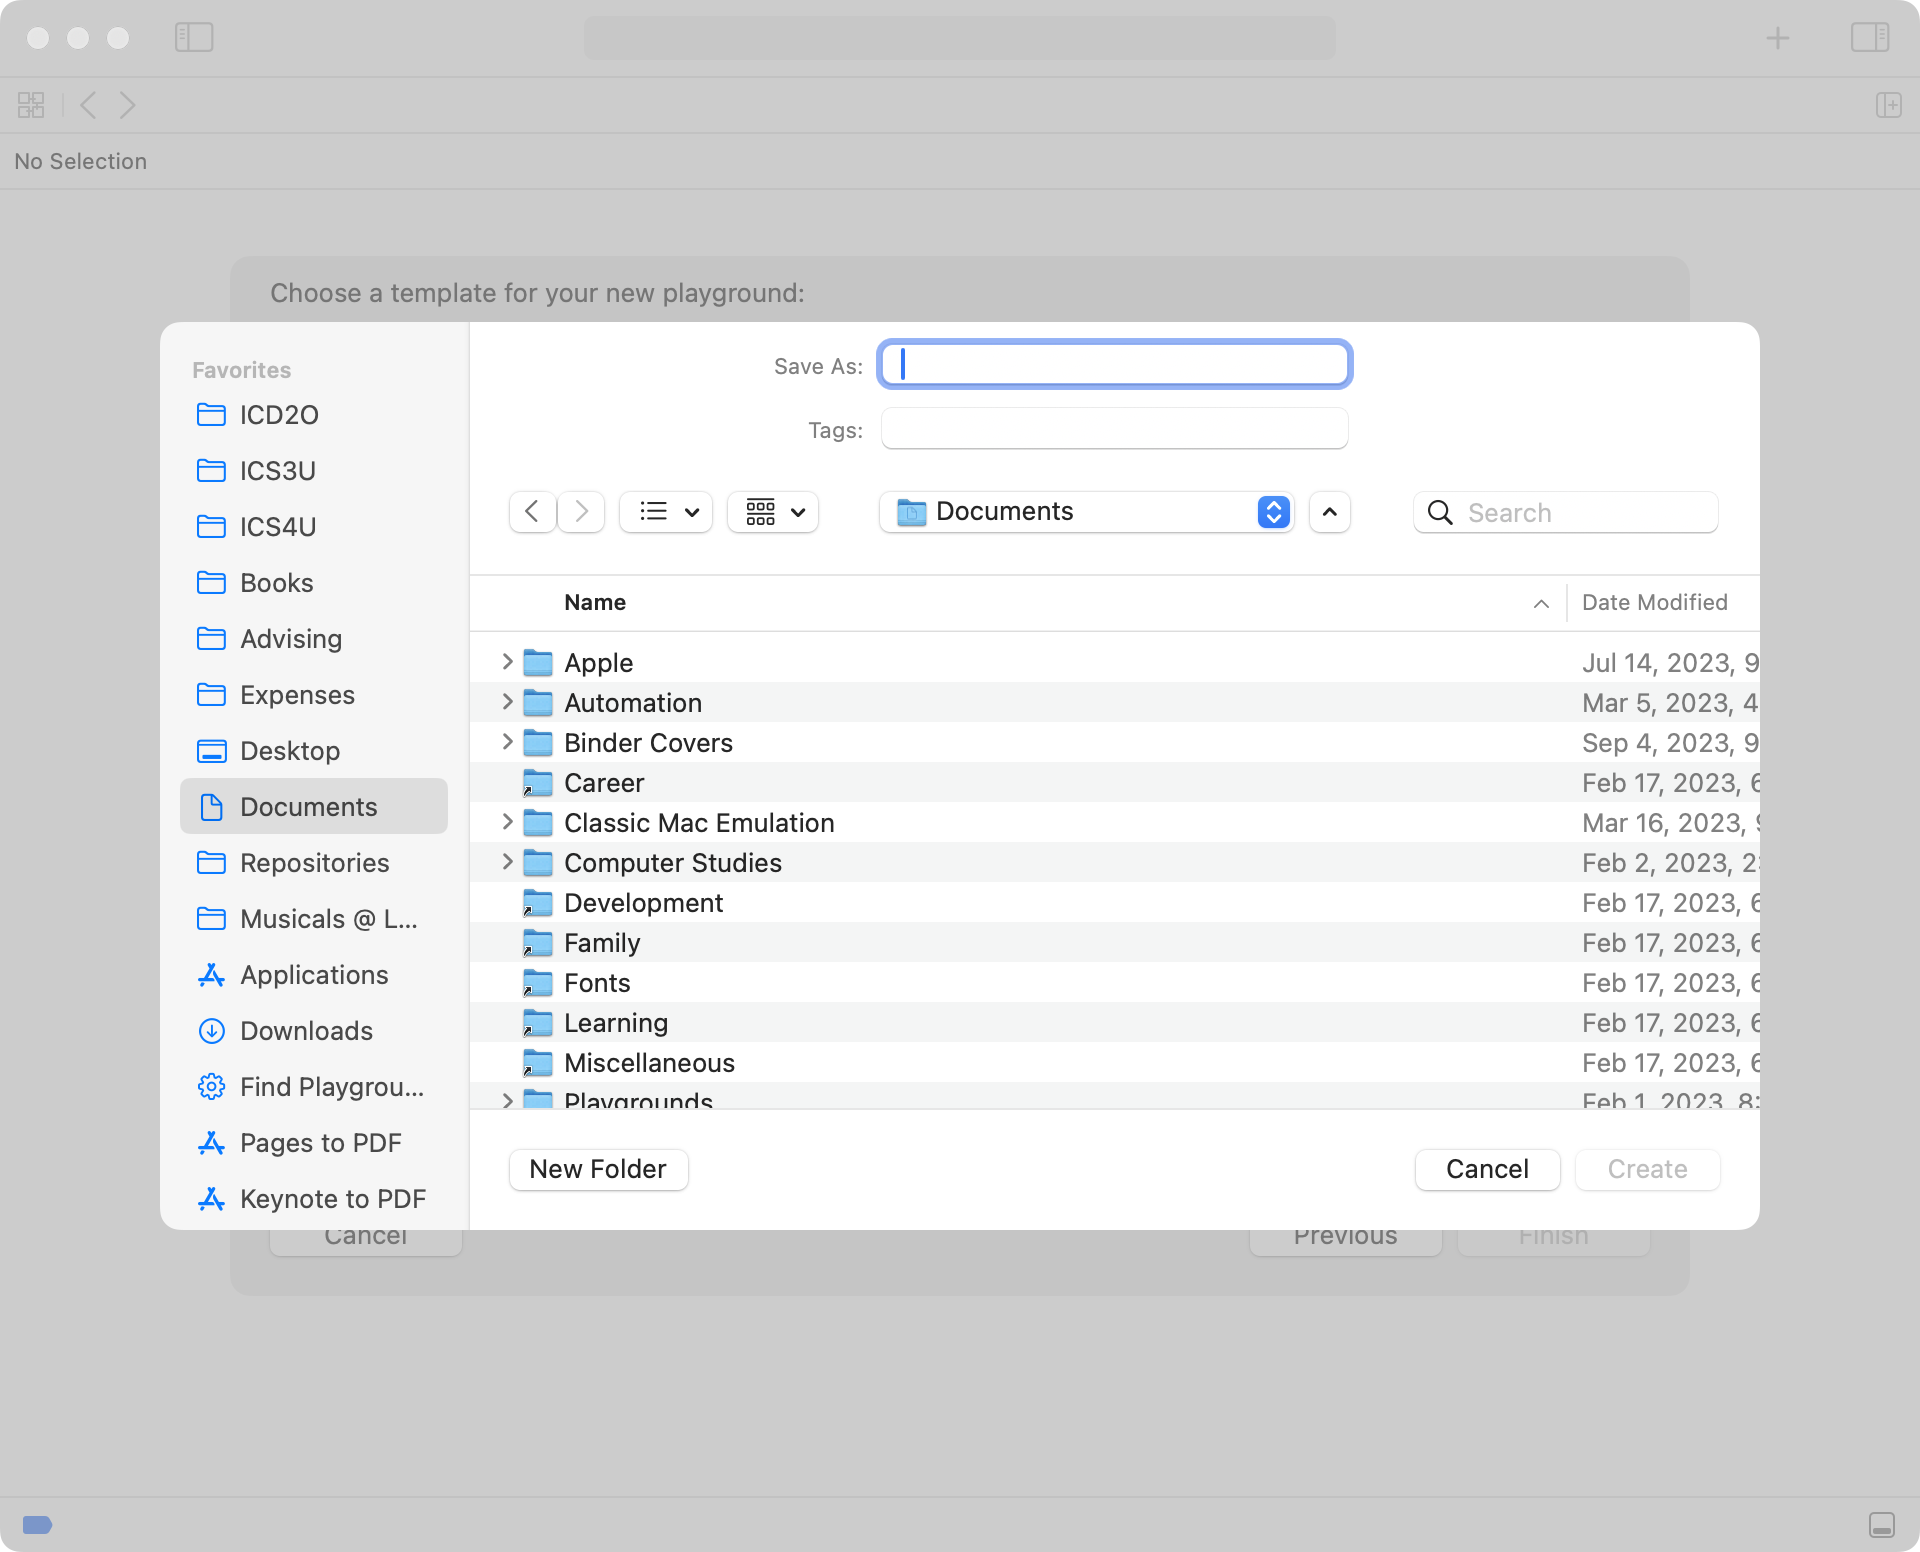 No Selection
Choose a template for your new playground:
Favorites
ICD2O
ICS3U
ICS4U
Books
Advising
Expenses
Desktop
Documents
Repositories
Musicals @ L...
Applications
Downloads
Find Playgrou...
Pages to PDF
Keynote to PDF
Save As:
Tags:
Documents
Search
Name
Date Modified
Apple
Jul 14, 2023, 9
Automation
Mar 5, 2023, 4
Binder Covers
Sep 4, 2023, 9
Career
Feb 17, 2023, 6
Classic Mac Emulation
Mar 16, 2023, 9
Computer Studies
Feb 2, 2023, 2:
Development
Feb 17, 2023, 6
Family
Feb 17, 2023, 6
Fonts
Feb 17, 2023, 6
Learning
Feb 17, 2023, 6
Miscellaneous
Feb 17, 2023, 6
Playgrounds
Feb 1, 2023, 8:
New Folder
Cancel
Create
Cancel
Previous
Finish